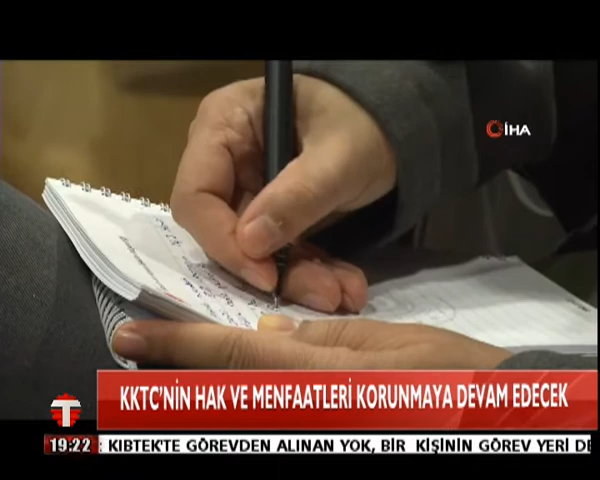 İHA
KKTC'NİN HAK VE MENFAATLERİ KORUNMAYA DEVAM EDECEK
T
19:22 : KIBTEK'TE GÖREVDEN ALINAN YOK, BİR KİŞİNİN GÖREV YERİ DE